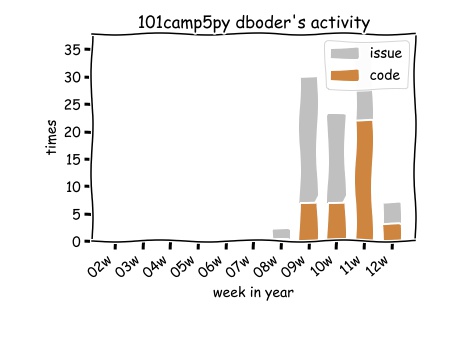 101camp5py dboder's activity
issue
code
35
30
25
20
15
10
5
0
times
02w 03w 04w 05w 06w 07w 08w 09w 10w 11w 12w
week in year